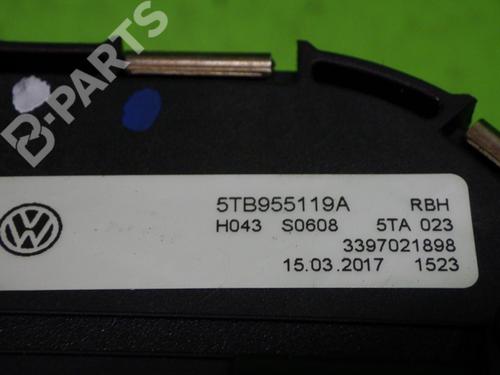 B-PARTS
5TB955119A RBH
H043 S0608 5TA 023
3397021898
15.03.2017 1523